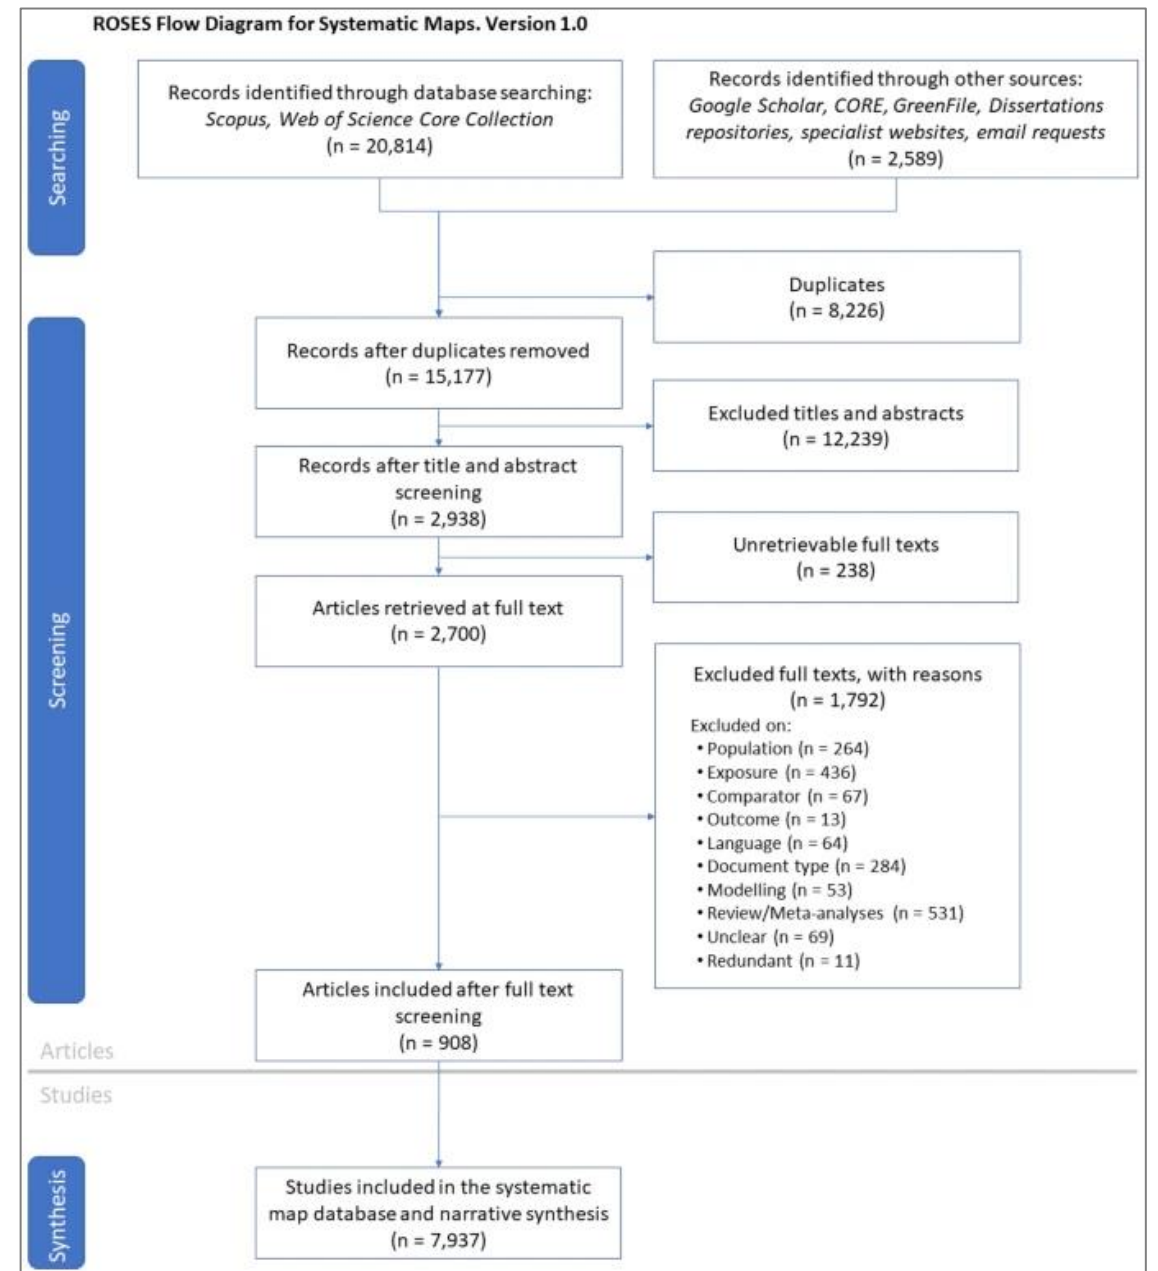 ROSES Flow Diagram for Systematic Maps. Version 1.0
Searching
Records identified through database searching:
Scopus, Web of Science Core Collection
(n = 20,814)
Records identified through other sources:
Google Scholar, CORE, GreenFile, Dissertations
repositories, specialist websites, email requests
(n = 2,589)
Duplicates
(n = 8,226)
Screening
Records after duplicates removed
(n = 15,177)
Excluded titles and abstracts
(n = 12,239)
Records after title and abstract
screening
(n = 2,938)
Unretrievable full texts
(n = 238)
Articles retrieved at full text
(n = 2,700)
Excluded full texts, with reasons
(n = 1,792)
Excluded on:
• Population (n = 264)
• Exposure (n = 436)
• Comparator (n = 67)
• Outcome (n = 13)
• Language (n = 64)
• Document type (n = 284)
• Modelling (n = 53)
• Review/Meta-analyses (n = 531)
• Unclear (n = 69)
• Redundant (n = 11)
Articles included after full text
screening
(n = 908)
Articles
Studies
Synthesis
Studies included in the systematic
map database and narrative synthesis
(n = 7,937)